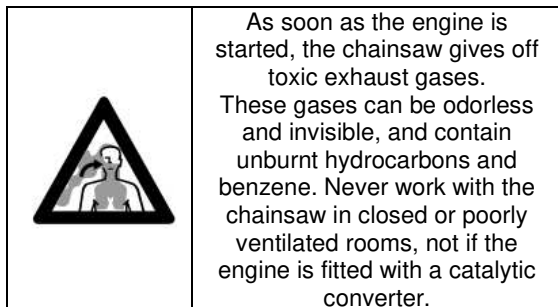 As soon as the engine is
started, the chainsaw gives off
toxic exhaust gases.
These gases can be odorless
and invisible, and contain
unburnt hydrocarbons and
benzene. Never work with the
chainsaw in closed or poorly
ventilated rooms, not if the
engine is fitted with a catalytic
converter.